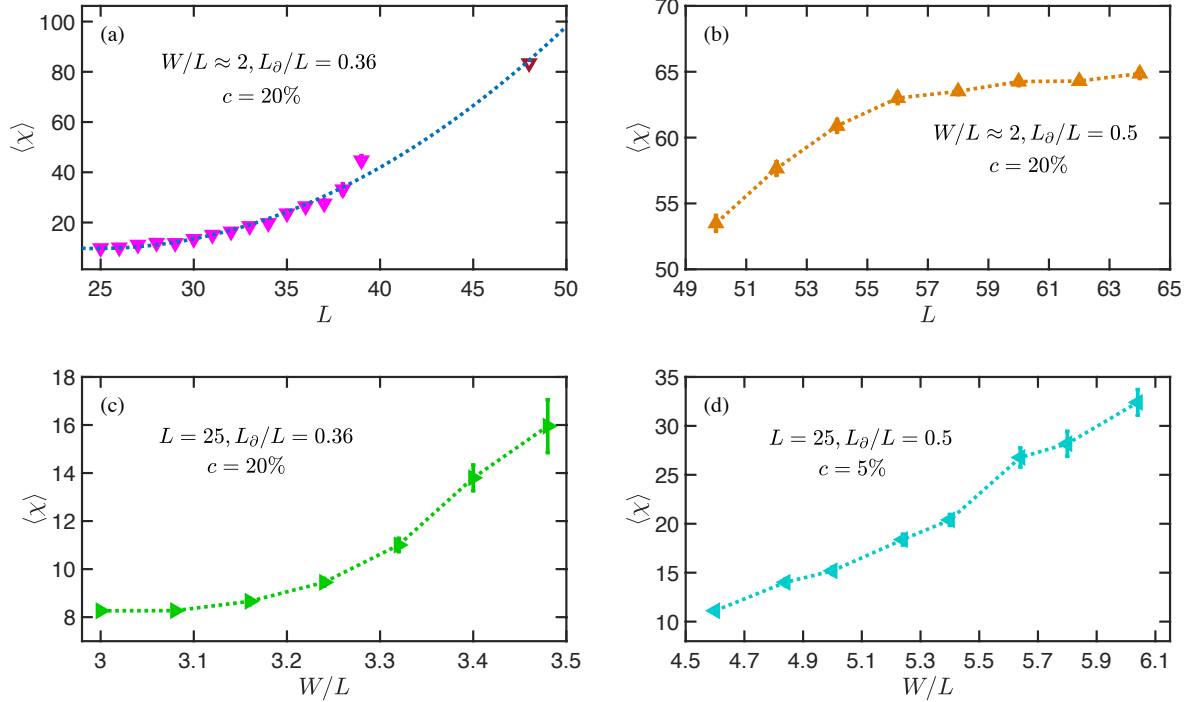 (a)
W/L ≈ 2, L∂/L = 0.36
c = 20%
⟨χ⟩
100
80
60
40
20
25 30 35 40 45 50
L
(b)
W/L ≈ 2, L∂/L = 0.5
c = 20%
⟨χ⟩
70
65
60
55
50
49 51 53 55 57 59 61 63 65
L
(c)
L = 25, L∂/L = 0.36
c = 20%
⟨χ⟩
18
16
14
12
10
8
3 3.1 3.2 3.3 3.4 3.5
W/L
(d)
L = 25, L∂/L = 0.5
c = 5%
⟨χ⟩
35
30
25
20
15
10
4.5 4.7 4.9 5.1 5.3 5.5 5.7 5.9 6.1
W/L